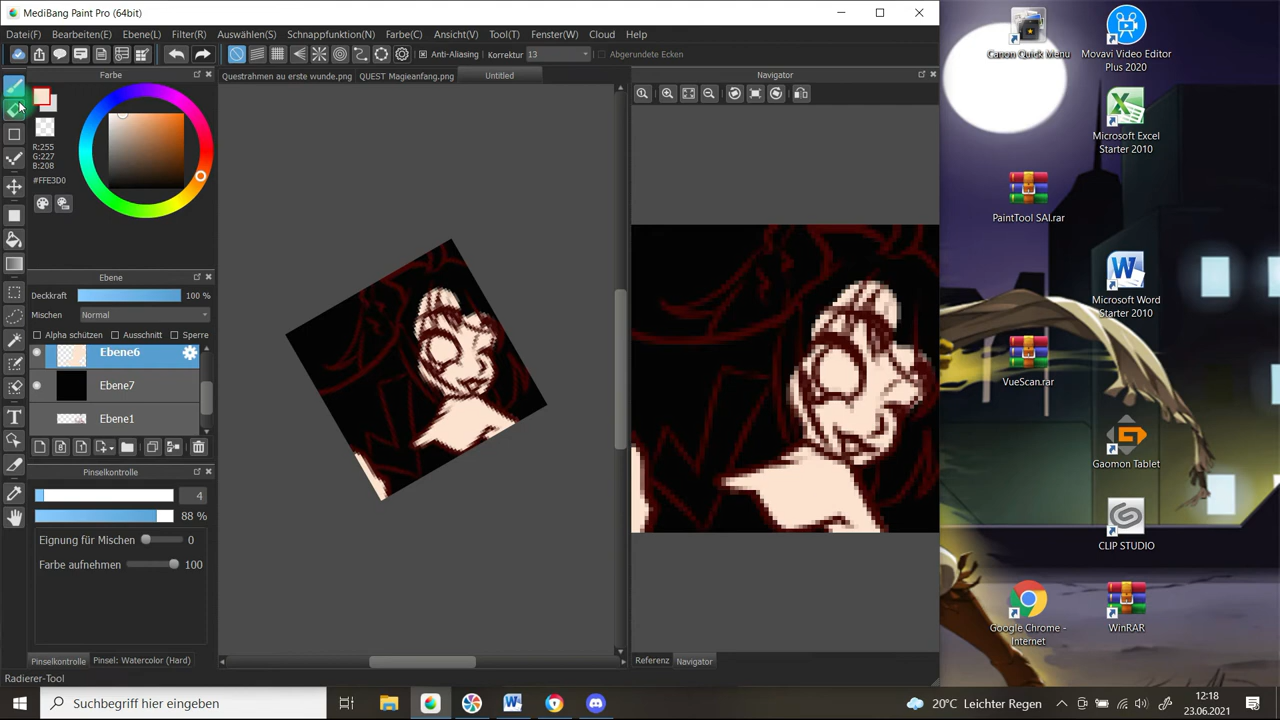 MediBang Paint Pro (64bit)
Datei(F) Bearbeiten(E) Ebene(L) Filter(R) Auswählen(S) Schnappfunktion(N) Farbe(C) Ansicht(V) Tool(T) Fenster(W) Cloud Help
Anti-Aliasing Korrektur 13 Abgerundete Ecken
Farbe
Questrahmen au erste wunde.png QUEST Magieanfang.png Untitled
Navigator
R:255
G:227
B:208
#FFE3D0
Ebene
Deckkraft 100 %
Mischen Normal
Alpha schützen Ausschnitt Sperre
Ebene6
Ebene7
Ebene1
Pinselkontrolle
4
88 %
Eignung für Mischen 0
Farbe aufnehmen 100
Pinselkontrolle Pinsel: Watercolor (Hard)
Referenz Navigator
Radierer-Tool
Canon Quick Menu
Movavi Video Editor
Plus 2020
Microsoft Excel
Starter 2010
PaintTool SAI.rar
Microsoft Word
Starter 2010
VueScan.rar
Gaomon Tablet
CLIP STUDIO
Google Chrome -
Internet
WinRAR
Suchbegriff hier eingeben
20°C Leichter Regen
12:18
23.06.2021